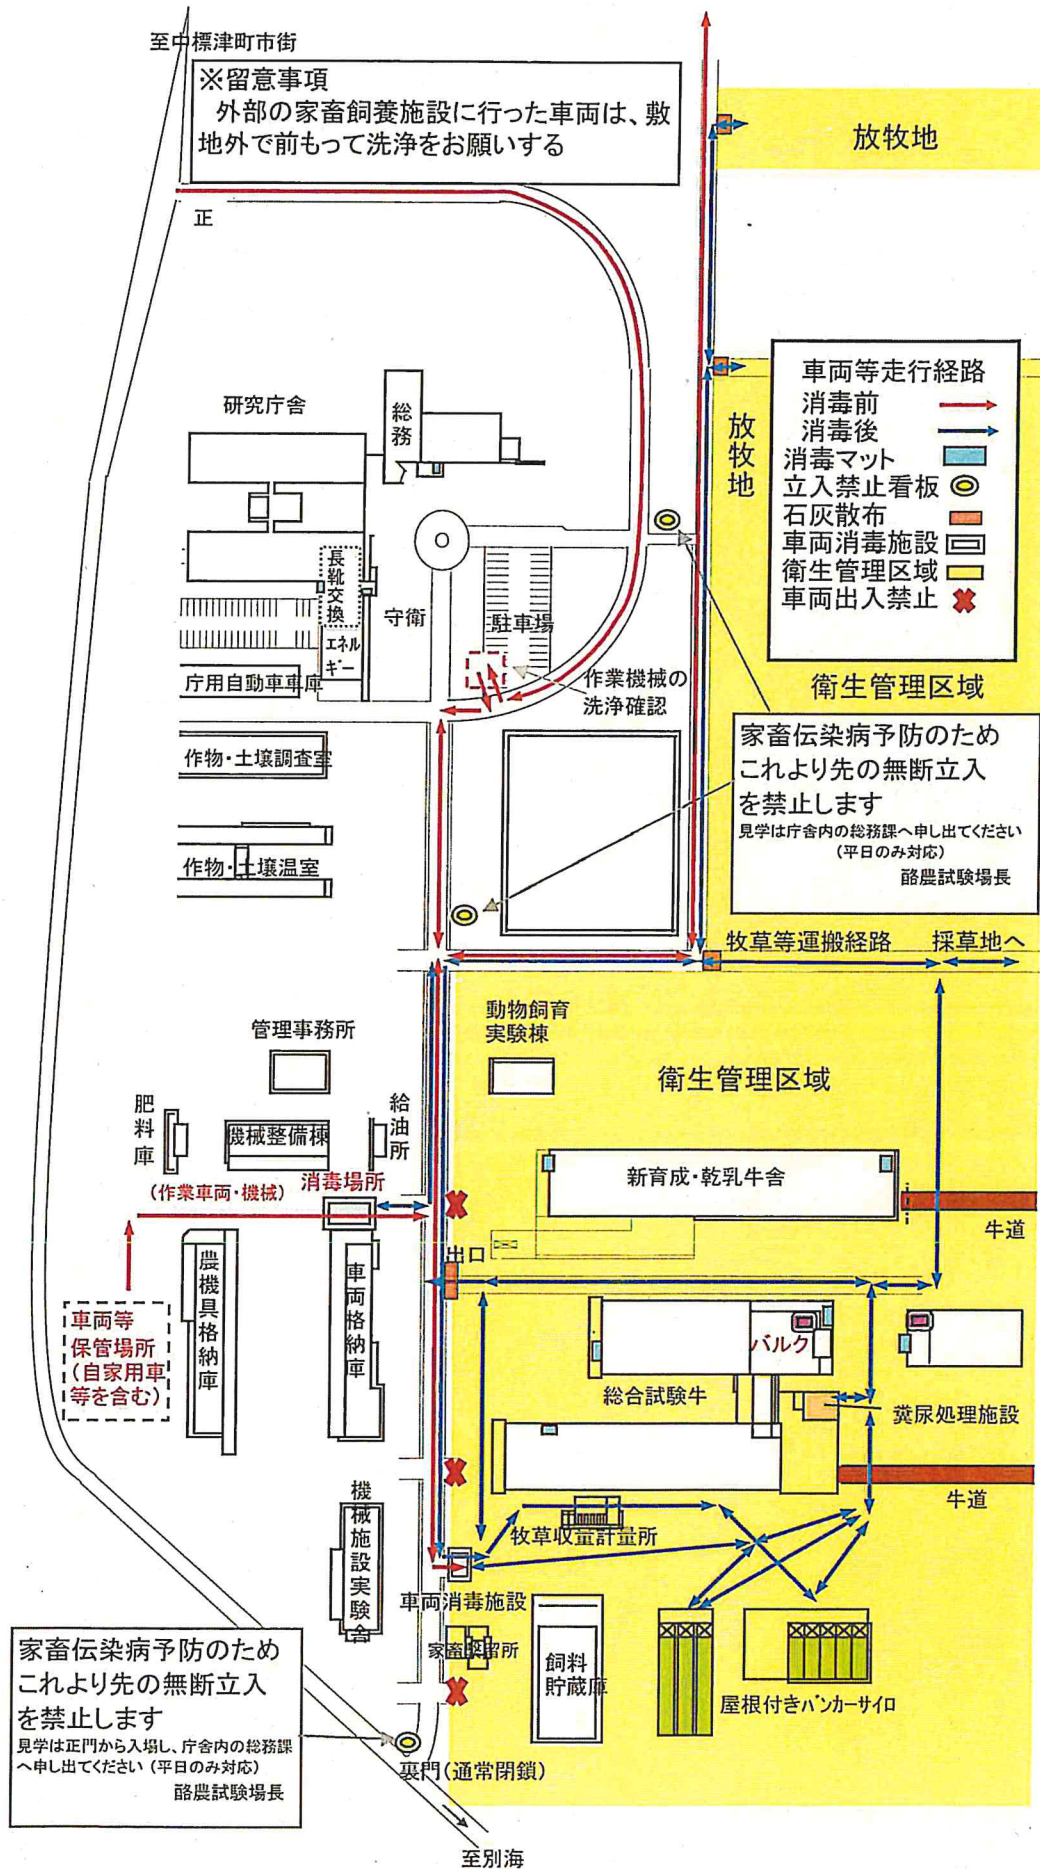 至中標津町市街
※留意事項
外部の家畜飼養施設に行った車両は、敷
地外で前もって洗浄をお願いする
放牧地
正
車両等走行経路
消毒前
消毒後
消毒マット
立入禁止看板
石灰散布
車両消毒施設
衛生管理区域
車両出入禁止
放牧地
研究庁舎
総務
長靴交換
守衛
駐車場
エネル
ギー
庁用自動車車庫
作業機械の
洗浄確認
衛生管理区域
家畜伝染病予防のため
これより先の無断立入
を禁止します
見学は庁舎内の総務課へ申し出てください
(平日のみ対応)
酪農試験場長
作物・土壌調査室
作物・土壌温室
牧草等運搬経路
採草地へ
管理事務所
動物飼育
実験棟
衛生管理区域
肥料庫
機械整備棟
給油所
(作業車両・機械)
消毒場所
新育成・乾乳牛舎
牛道
出口
農機具格納庫
車両格納庫
車両等
保管場所
(自家用車
等を含む)
バルク
総合試験牛
糞尿処理施設
牛道
機械施設実験舎
牧草収量計量所
車両消毒施設
飼料
貯蔵庫
屋根付きバンカーサイロ
家畜伝染病予防のため
これより先の無断立入
を禁止します
見学は正門から入場し、庁舎内の総務課
へ申し出てください (平日のみ対応)
酪農試験場長
裏門(通常閉鎖)
至別海